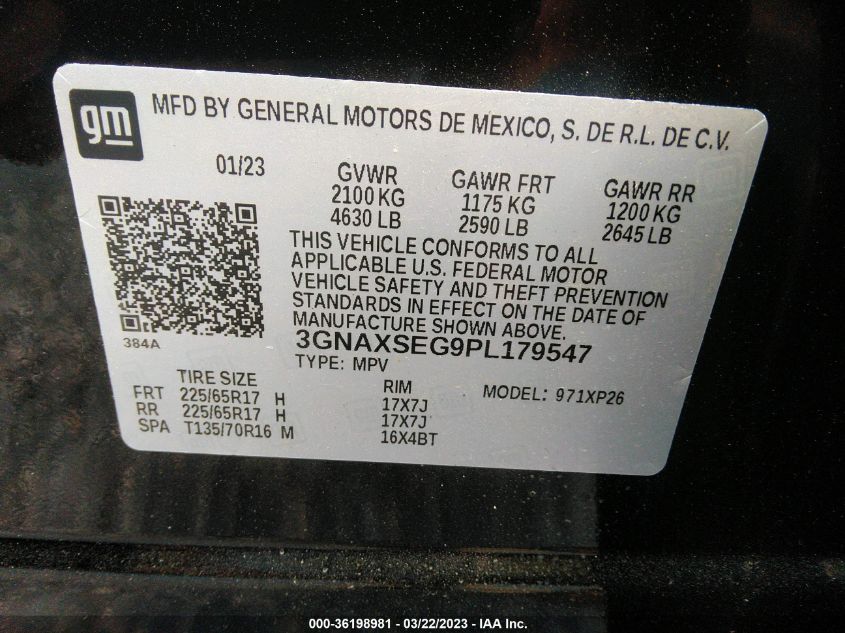 gm
MFD BY GENERAL MOTORS DE MEXICO, S. DE R.L. DE C.V.
01/23
GVWR
2100 KG
4630 LB
GAWR FRT
1175 KG
2590 LB
GAWR RR
1200 KG
2645 LB
THIS VEHICLE CONFORMS TO ALL
APPLICABLE U.S. FEDERAL MOTOR
VEHICLE SAFETY AND THEFT PREVENTION
STANDARDS IN EFFECT ON THE DATE OF
MANUFACTURE SHOWN ABOVE.
384A
3GNAXSEG9PL179547
TYPE: MPV
MODEL: 971XP26
TIRE SIZE
RIM
FRT 225/65R17 H 17X7J
RR 225/65R17 H 17X7J
SPA T135/70R16 M 16X4BT
000-36198981 — 03/22/2023 — IAA Inc.